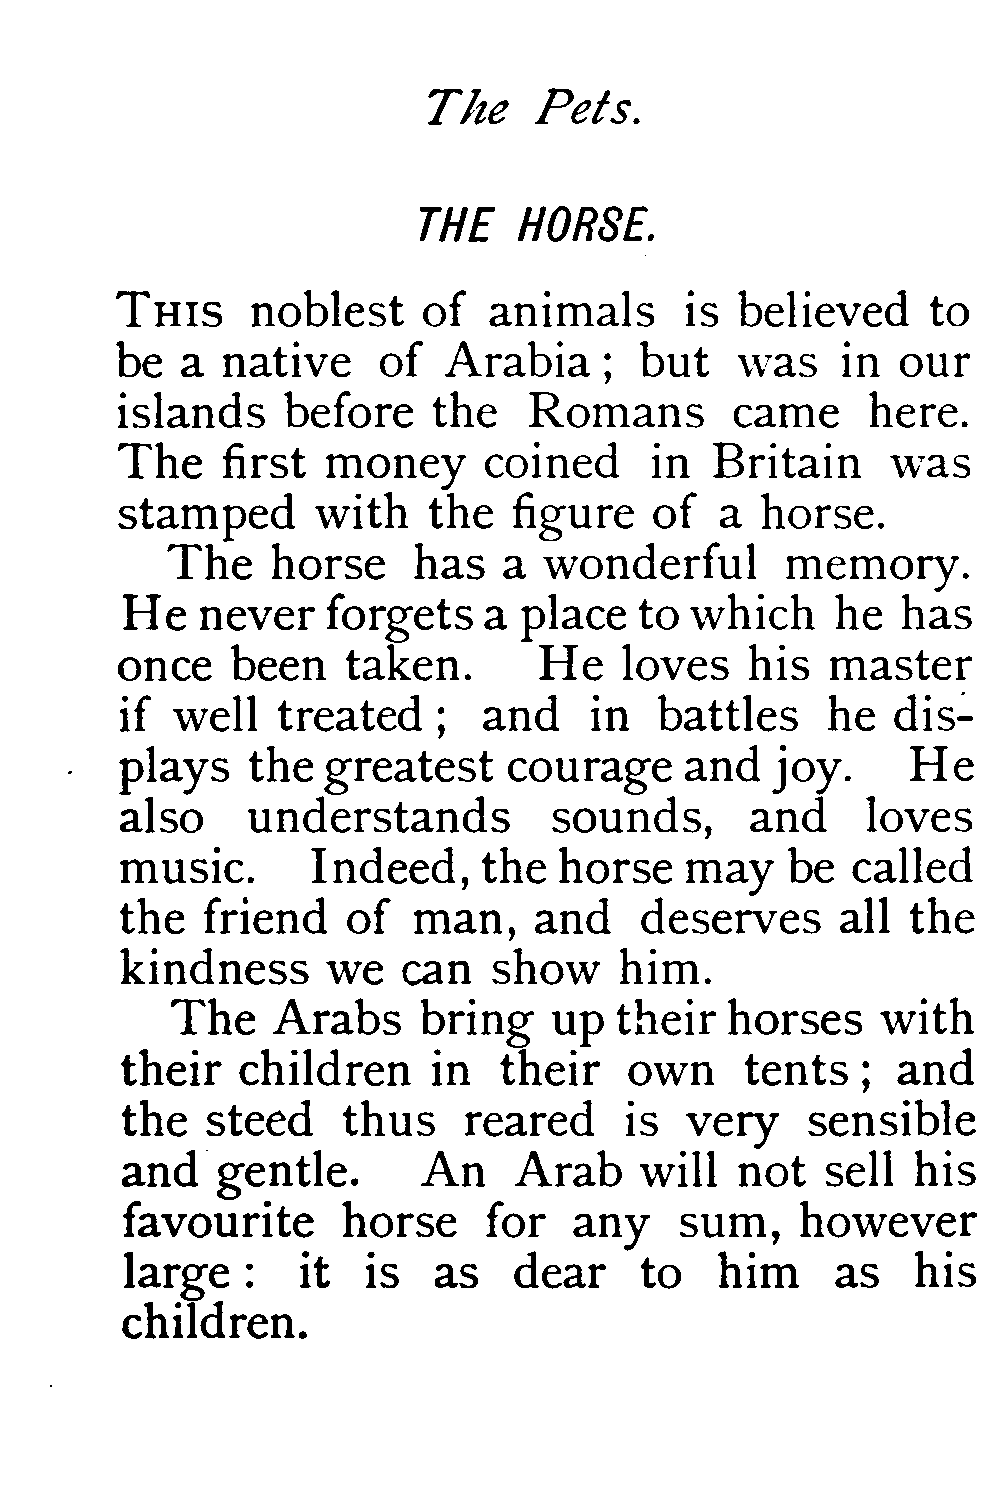 The Pets.
THE HORSE.
THIS noblest of animals is believed to
be a native of Arabia ; but was in our
islands before the Romans came here.
The first money coined in Britain was
stamped with the figure of a horse.
The horse has a wonderful memory.
He never forgets a place to which he has
once been taken. He loves his master
if well treated ; and in battles he dis-
plays the greatest courage and joy. He
also understands sounds, and loves
music. Indeed, the horse may be called
the friend of man, and deserves all the
kindness we can show him.
The Arabs bring up their horses with
their children in their own tents ; and
the steed thus reared is very sensible
and gentle. An Arab will not sell his
favourite horse for any sum, however
large : it is as dear to him as his
children.